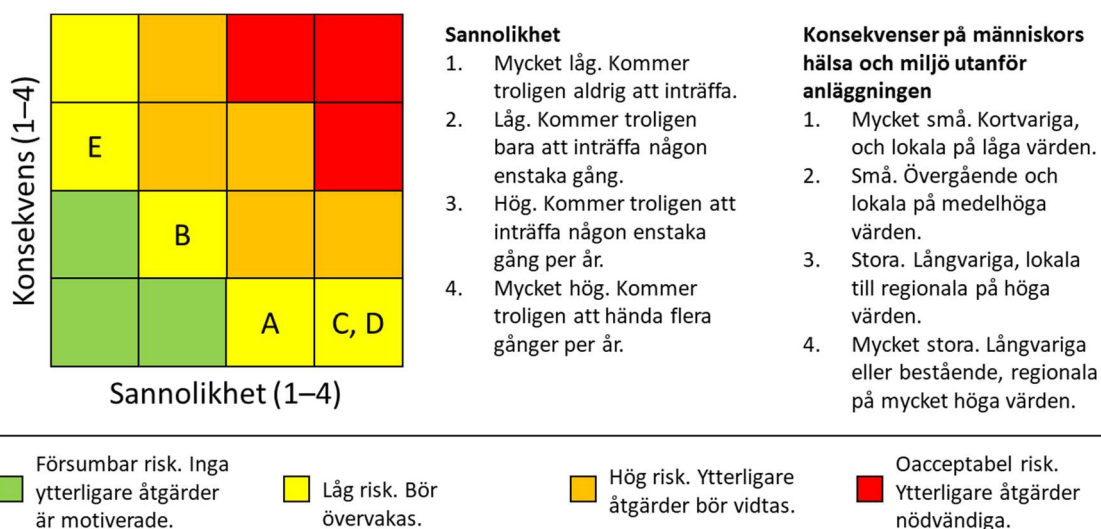 Konsekvens (1–4)
E
B
A
C, D
Sannolikhet (1–4)
Sannolikhet
1. Mycket låg. Kommer
troligen aldrig att inträffa.
2. Låg. Kommer troligen
bara att inträffa någon
enstaka gång.
3. Hög. Kommer troligen att
inträffa någon enstaka
gång per år.
4. Mycket hög. Kommer
troligen att hända flera
gånger per år.
Konsekvenser på människors
hälsa och miljö utanför
anläggningen
1. Mycket små. Kortvariga,
och lokala på låga värden.
2. Små. Övergående och
lokala på medelhöga
värden.
3. Stora. Långvariga, lokala
till regionala på höga
värden.
4. Mycket stora. Långvariga
eller bestående, regionala
på mycket höga värden.
Försumbar risk. Inga
ytterligare åtgärder
är motiverade.
Låg risk. Bör
övervakas.
Hög risk. Ytterligare
åtgärder bör vidtas.
Oacceptabel risk.
Ytterligare åtgärder
nödvändiga.